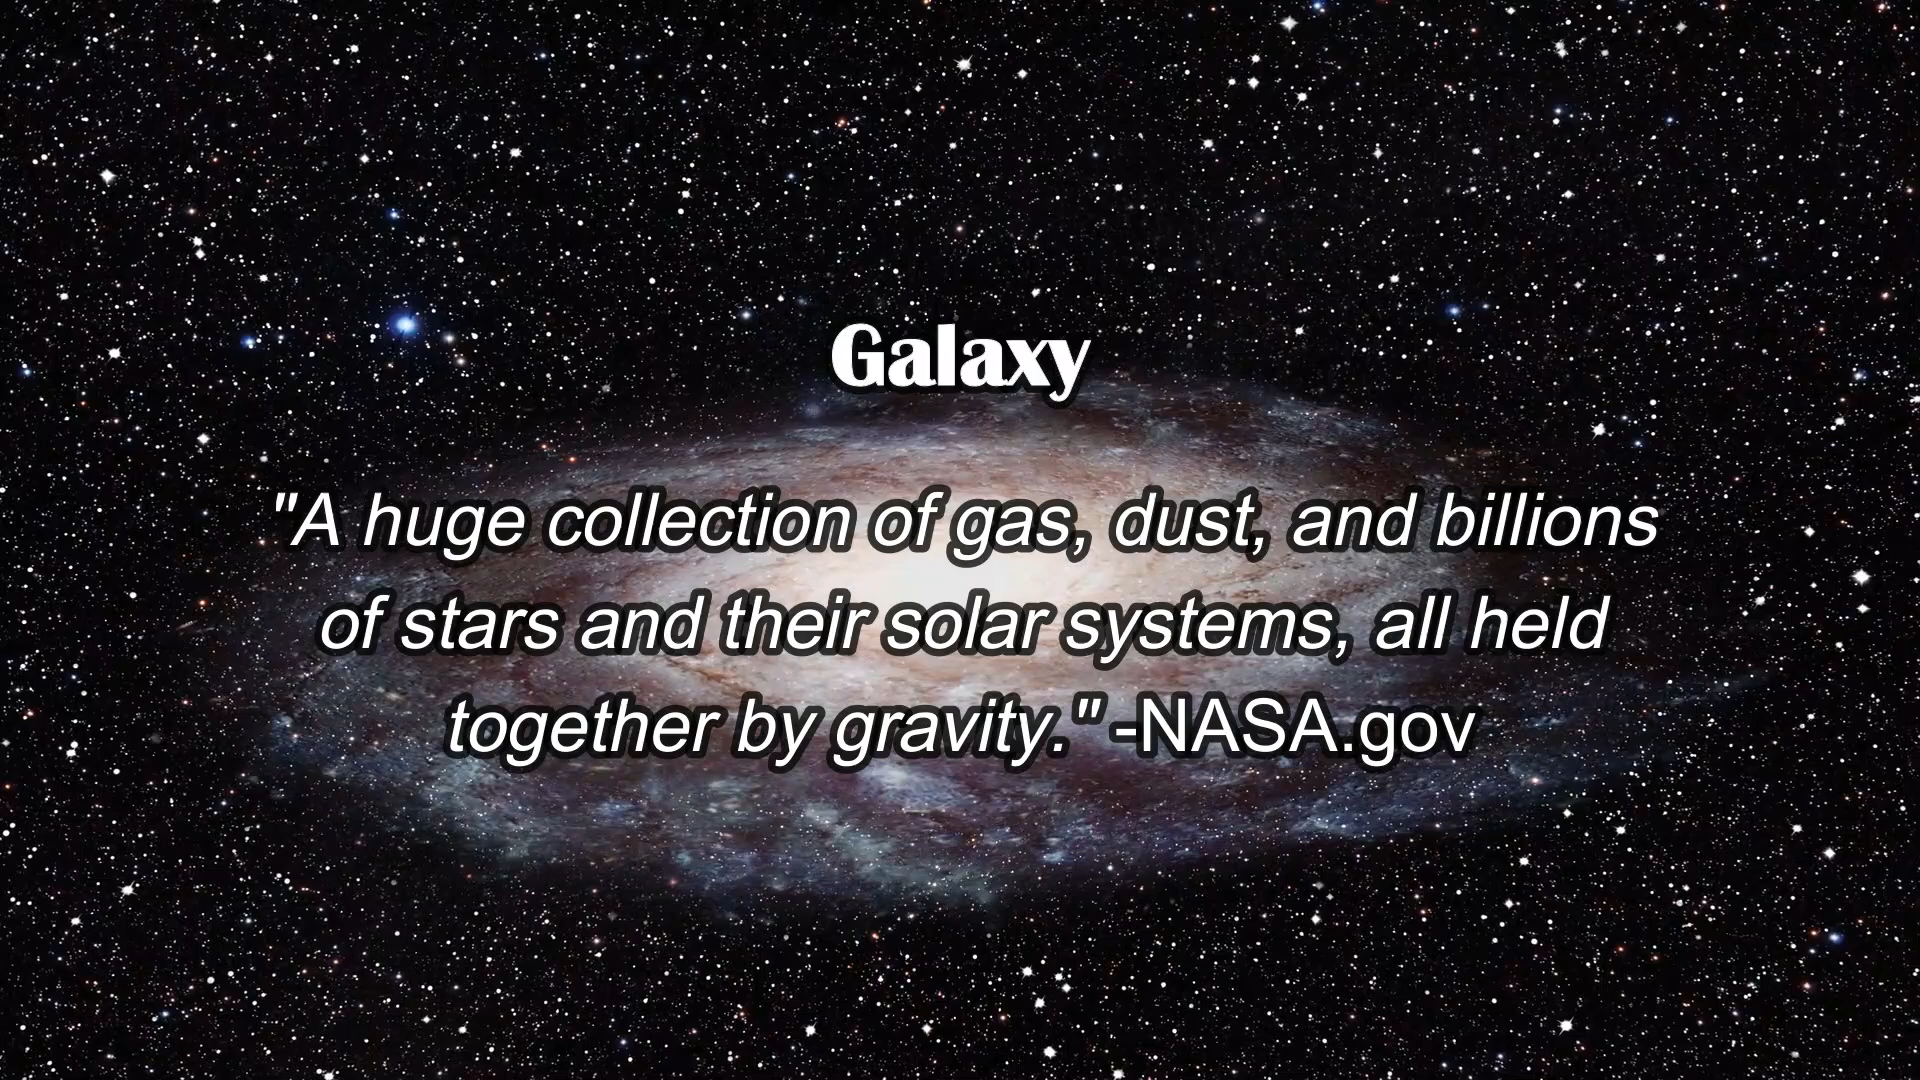 Galaxy
"A huge collection of gas, dust, and billions
of stars and their solar systems, all held
together by gravity." -NASA.gov